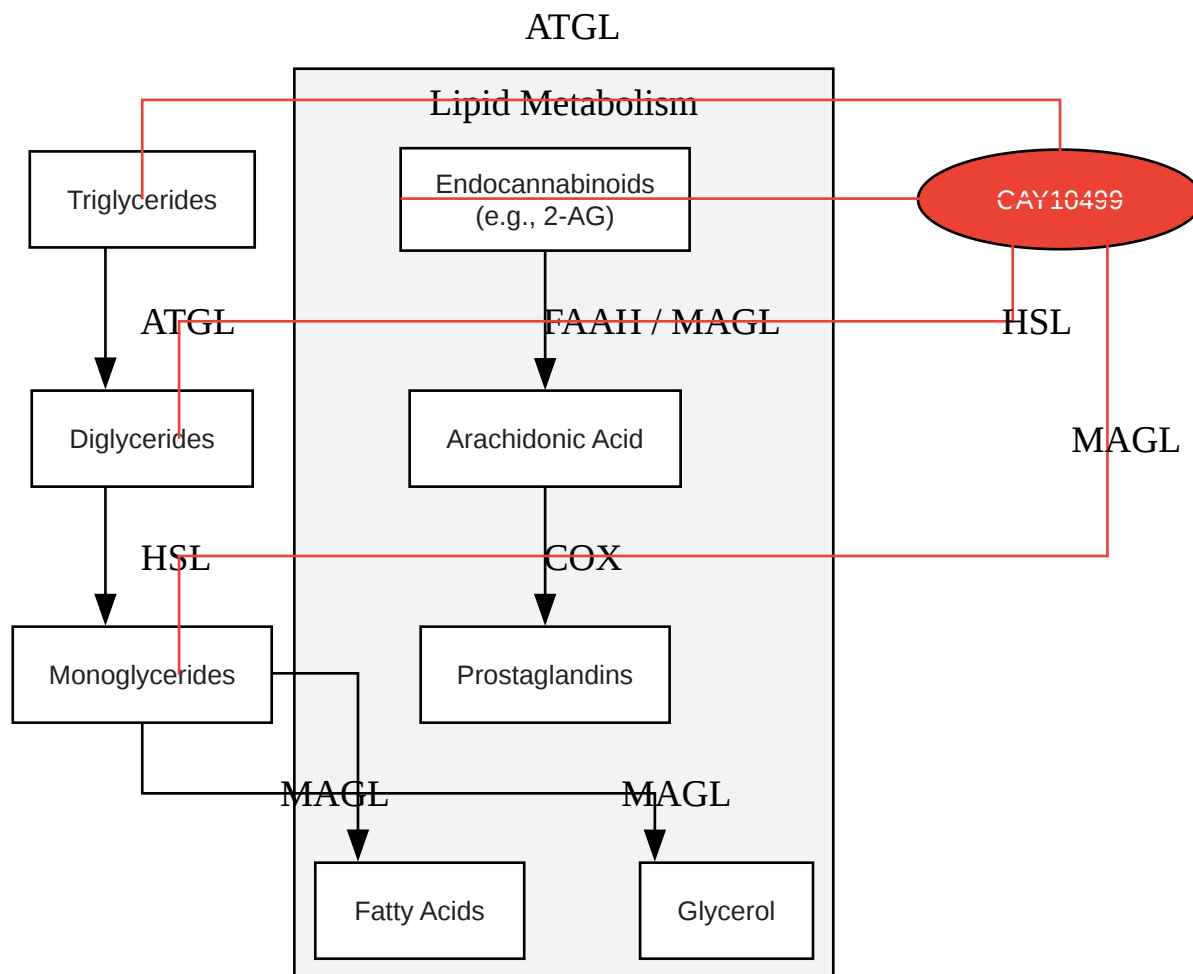 ATGL
Lipid Metabolism
Triglycerides
Endocannabinoids
(e.g., 2-AG)
CAY10499
ATGL
FAAH / MAGL
HSL
Diglycerides
Arachidonic Acid
MAGL
HSL
COX
Monoglycerides
Prostaglandins
MAGL
MAGL
Fatty Acids
Glycerol